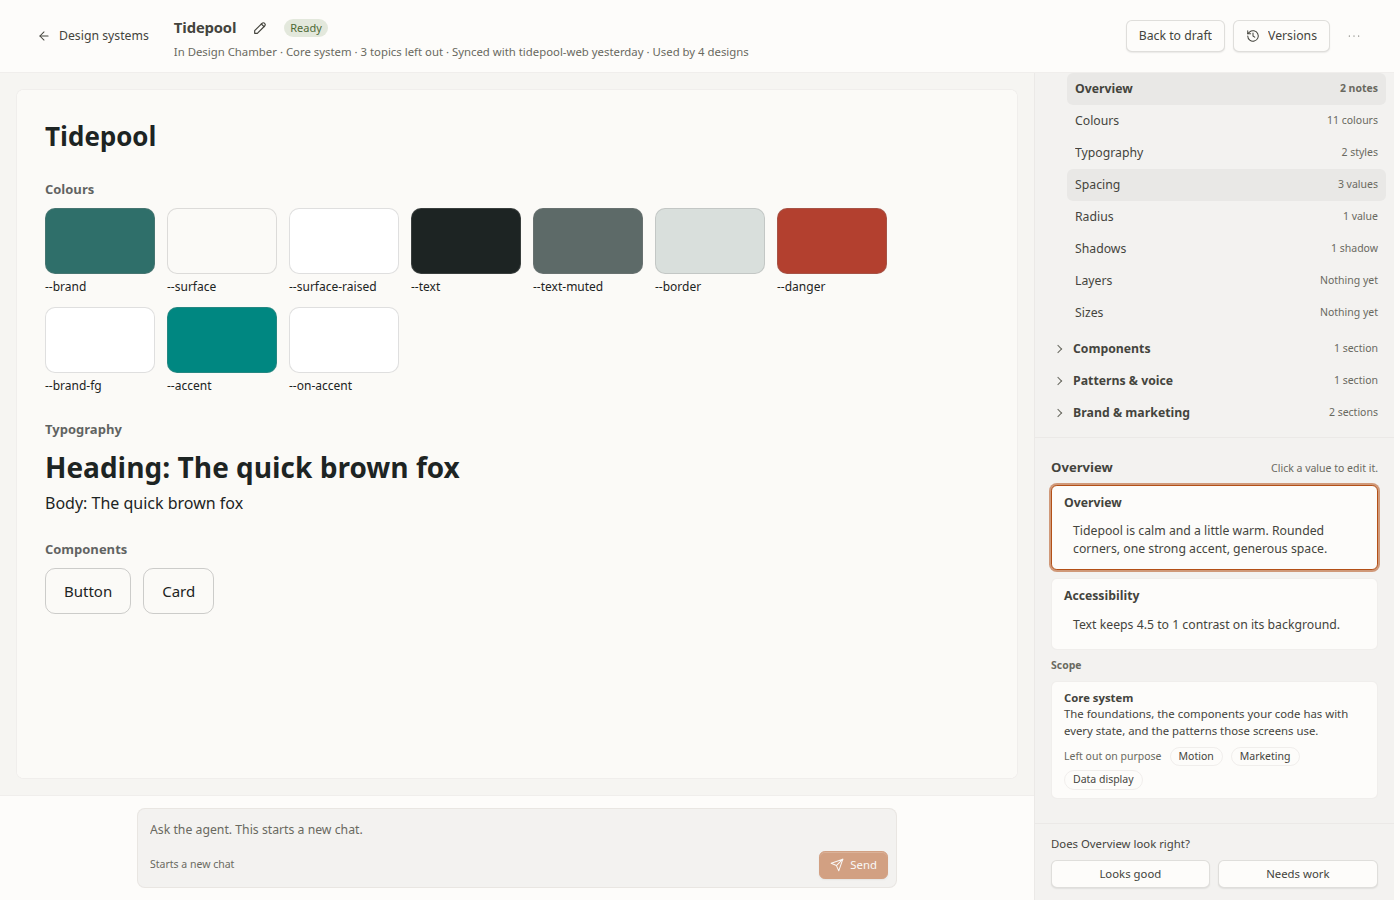 Design systems
Tidepool
Ready
In Design Chamber · Core system · 3 topics left out · Synced with tidepool-web yesterday · Used by 4 designs
Back to draft
Versions
Tidepool
Colours
--brand
--surface
--surface-raised
--text
--text-muted
--border
--danger
--brand-fg
--accent
--on-accent
Typography
Heading: The quick brown fox
Body: The quick brown fox
Components
Button
Card
Ask the agent. This starts a new chat.
Starts a new chat
Send
Overview 2 notes
Colours 11 colours
Typography 2 styles
Spacing 3 values
Radius 1 value
Shadows 1 shadow
Layers Nothing yet
Sizes Nothing yet
Components 1 section
Patterns & voice 1 section
Brand & marketing 2 sections
Overview Click a value to edit it.
Overview
Tidepool is calm and a little warm. Rounded
corners, one strong accent, generous space.
Accessibility
Text keeps 4.5 to 1 contrast on its background.
Scope
Core system
The foundations, the components your code has with
every state, and the patterns those screens use.
Left out on purpose Motion Marketing
Data display
Does Overview look right?
Looks good
Needs work